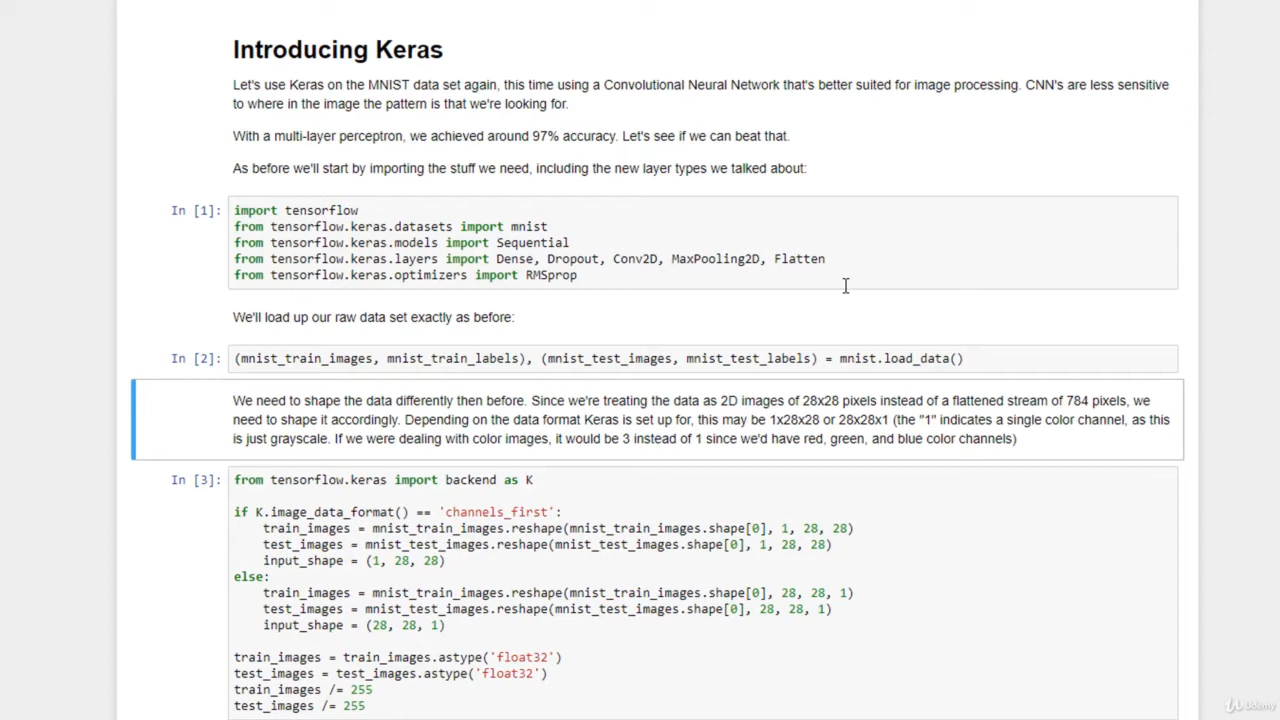 Introducing Keras
Let's use Keras on the MNIST data set again, this time using a Convolutional Neural Network that's better suited for image processing. CNN's are less sensitive
to where in the image the pattern is that we're looking for.
With a multi-layer perceptron, we achieved around 97% accuracy. Let's see if we can beat that.
As before we'll start by importing the stuff we need, including the new layer types we talked about:
In [1]: import tensorflow
from tensorflow.keras.datasets import mnist
from tensorflow.keras.models import Sequential
from tensorflow.keras.layers import Dense, Dropout, Conv2D, MaxPooling2D, Flatten
from tensorflow.keras.optimizers import RMSprop
We'll load up our raw data set exactly as before:
In [2]: (mnist_train_images, mnist_train_labels), (mnist_test_images, mnist_test_labels) = mnist.load_data()
We need to shape the data differently then before. Since we're treating the data as 2D images of 28x28 pixels instead of a flattened stream of 784 pixels, we
need to shape it accordingly. Depending on the data format Keras is set up for, this may be 1x28x28 or 28x28x1 (the "1" indicates a single color channel, as this
is just grayscale. If we were dealing with color images, it would be 3 instead of 1 since we'd have red, green, and blue color channels)
In [3]: from tensorflow.keras import backend as K
if K.image_data_format() == 'channels_first':
    train_images = mnist_train_images.reshape(mnist_train_images.shape[0], 1, 28, 28)
    test_images = mnist_test_images.reshape(mnist_test_images.shape[0], 1, 28, 28)
    input_shape = (1, 28, 28)
else:
    train_images = mnist_train_images.reshape(mnist_train_images.shape[0], 28, 28, 1)
    test_images = mnist_test_images.reshape(mnist_test_images.shape[0], 28, 28, 1)
    input_shape = (28, 28, 1)
train_images = train_images.astype('float32')
test_images = test_images.astype('float32')
train_images /= 255
test_images /= 255
Udemy